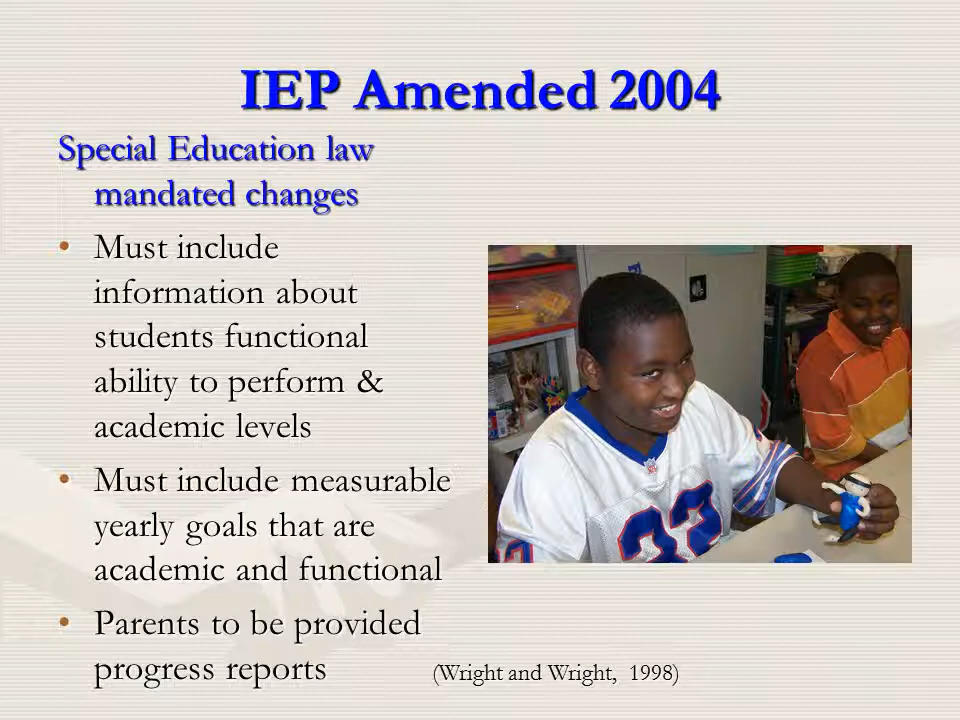 IEP Amended 2004
Special Education law
mandated changes
• Must include
information about
students functional
ability to perform &
academic levels
• Must include measurable
yearly goals that are
academic and functional
• Parents to be provided
progress reports (Wright and Wright, 1998)
32